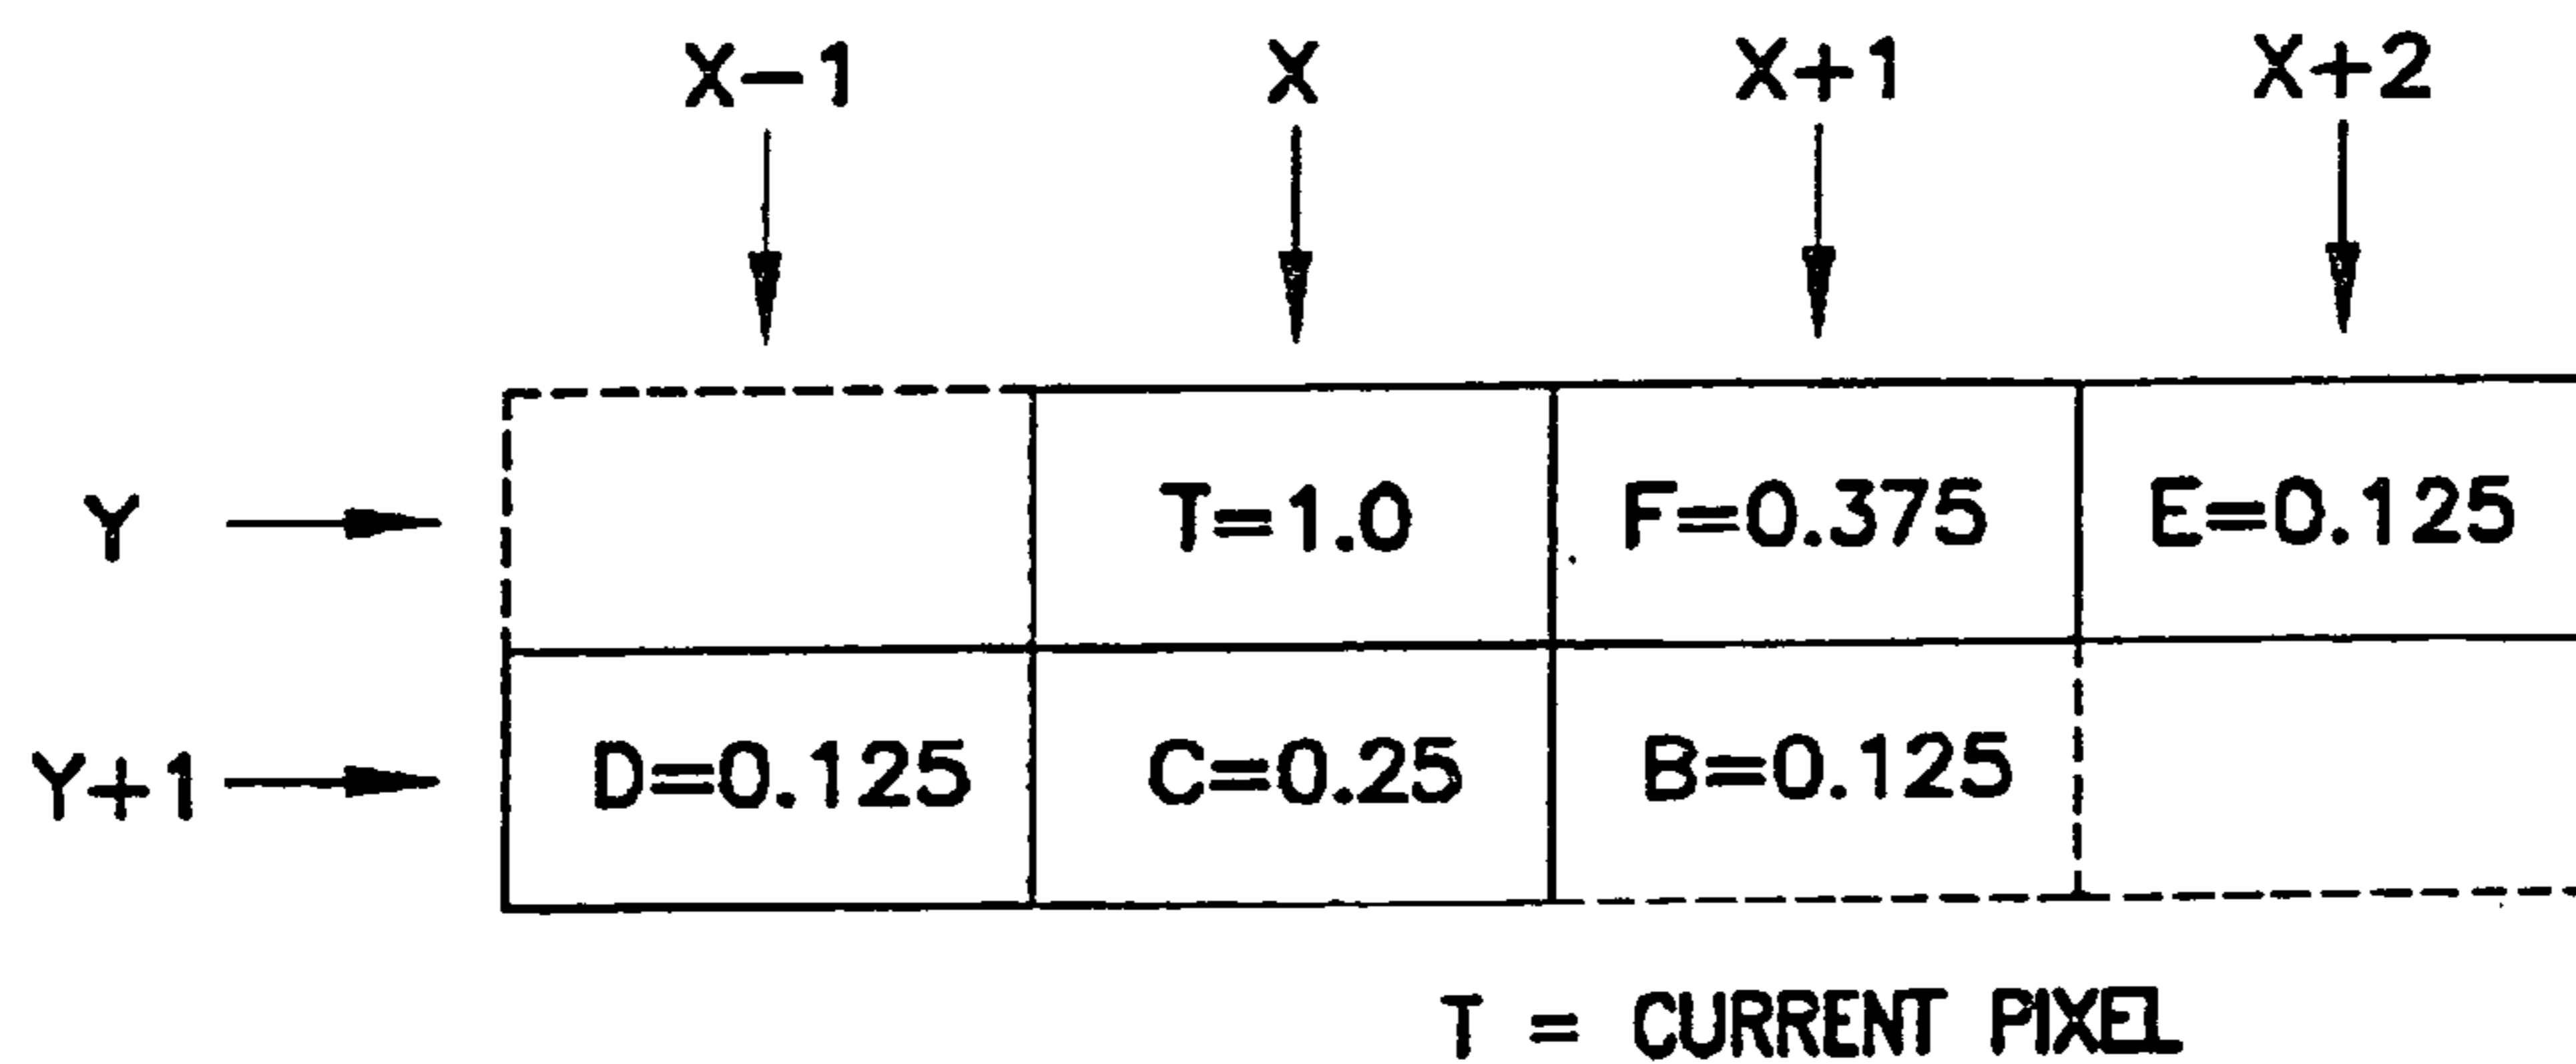 X-1 X X+1 X+2
Y T=1.0 F=0.375 E=0.125
Y+1 D=0.125 C=0.25 B=0.125
T = CURRENT PIXEL